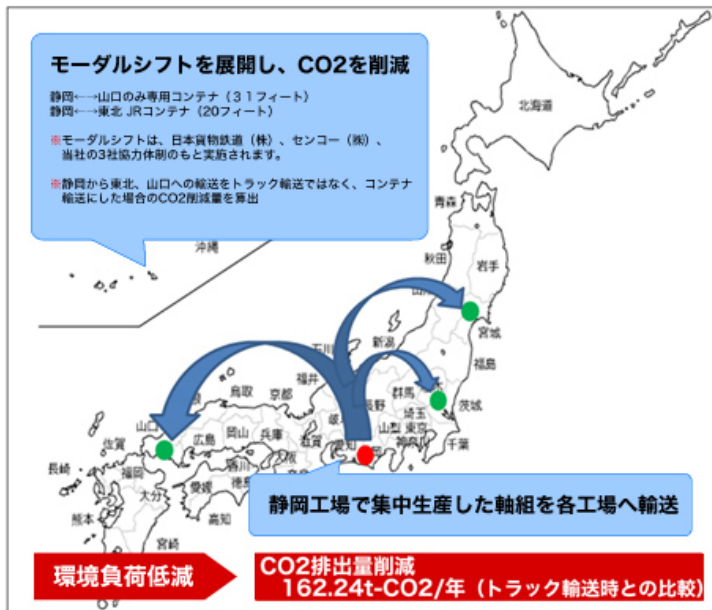 モーダルシフトを展開し、CO2を削減
静岡←→山口のみ専用コンテナ（３１フィート）
静岡←→東北 JRコンテナ（20フィート）
※モーダルシフトは、日本貨物鉄道（株）、センコー（㈱）、
当社の3社協力体制のもと実施されます。
※静岡から東北、山口への輸送をトラック輸送ではなく、コンテナ
輸送にした場合のCO2削減量を算出
沖縄
北海道
青森
秋田
岩手
宮城
新潟
福島
石川
福井
群馬
茨城
長野
埼玉
山梨
東京
千葉
鳥取
京都
山口
広島
岡山
兵庫
滋賀
愛知
佐賀
長崎
福岡
大分
愛媛
香川
高知
熊本
宮崎
静岡工場で集中生産した軸組を各工場へ輸送
環境負荷低減
CO2排出量削減
162.24t-CO2/年（トラック輸送時との比較）